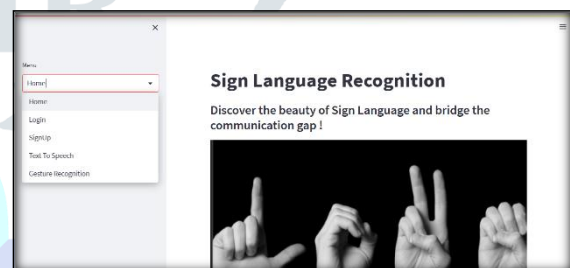 Menu
Home
Home
Login
SignUp
Text To Speech
Gesture Recognition
Sign Language Recognition
Discover the beauty of Sign Language and bridge the
communication gap !